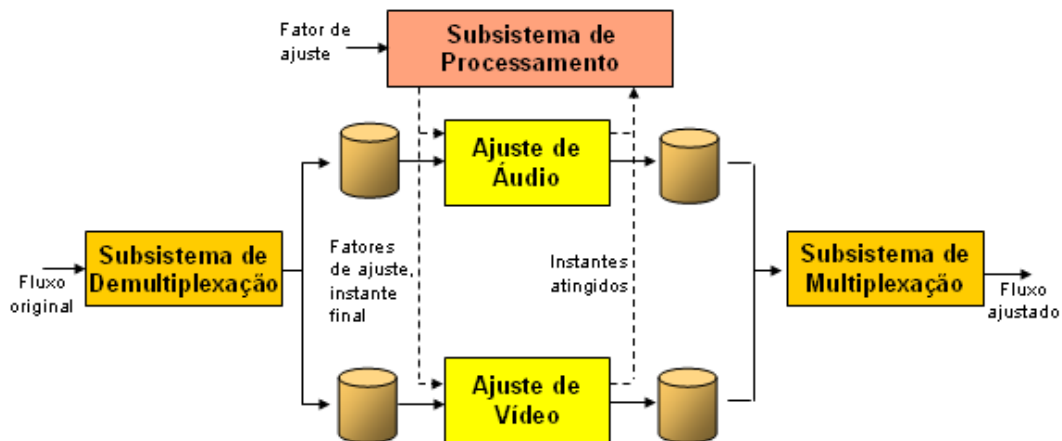 Fator de
ajuste
Subsistema de
Processamento
Ajuste de
Áudio
Subsistema de
Demultiplexação
Fluxo
original
Fatores
de ajuste,
instante
final
Instantes
atingidos
Subsistema de
Multiplexação
Fluxo
ajustado
Ajuste de
Vídeo